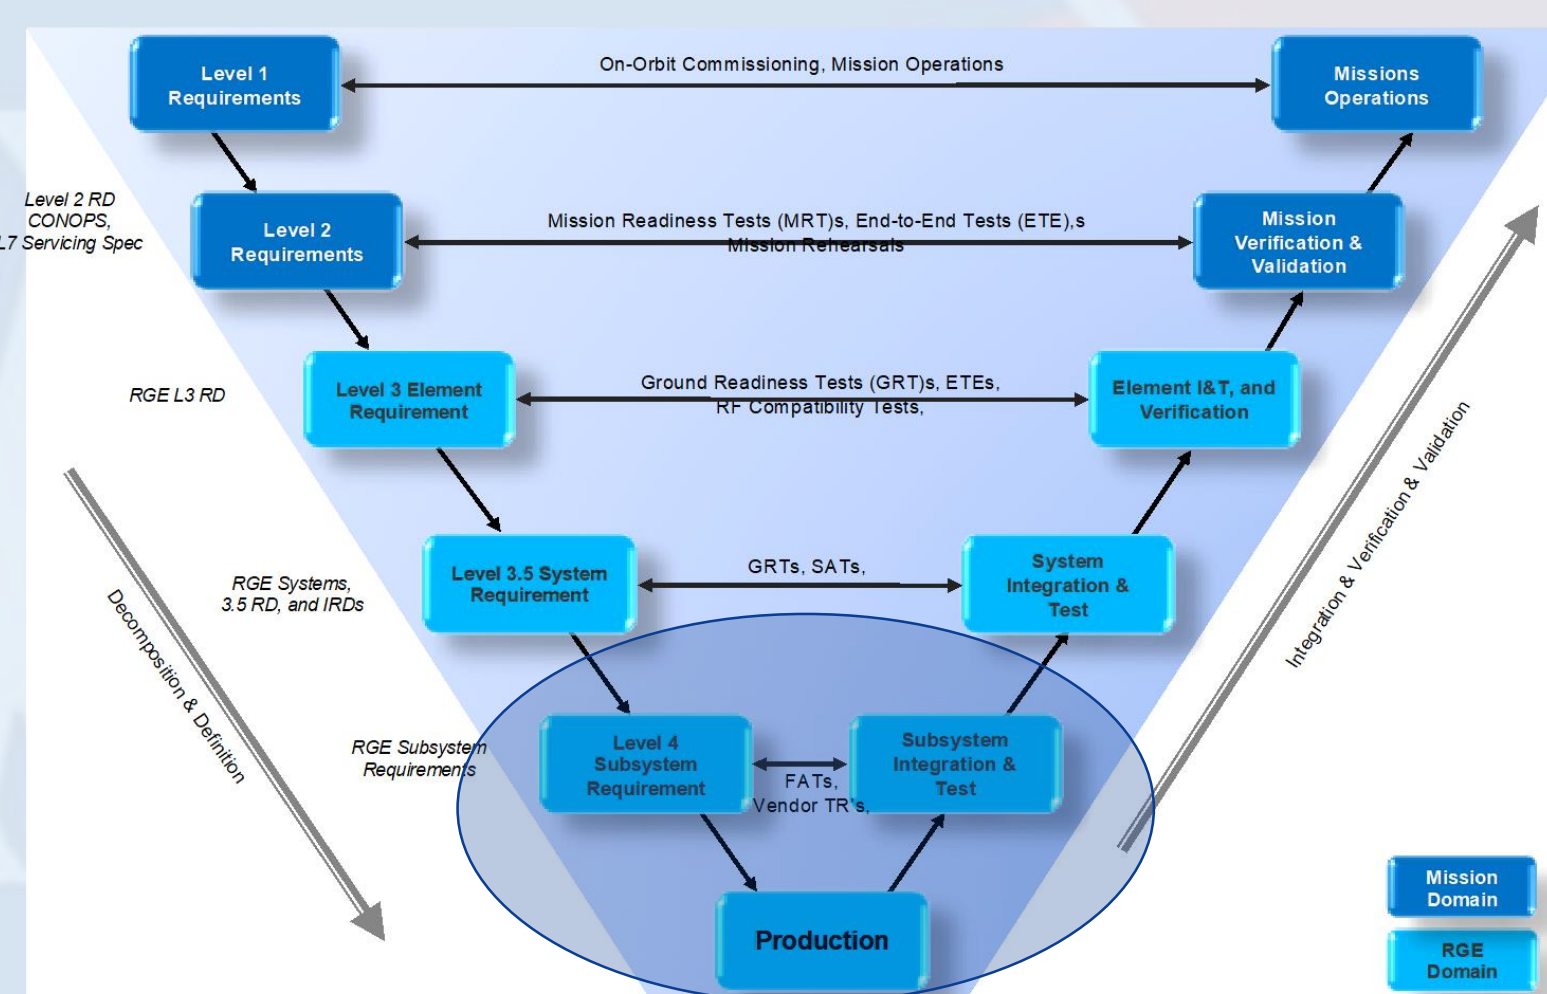 Level 1
Requirements
On-Orbit Commissioning, Mission Operations
Missions
Operations
Level 2 RD
CONOPS,
L7 Servicing Spec
Level 2
Requirements
Mission Readiness Tests (MRT)s, End-to-End Tests (ETE),s
Mission Rehearsals
Mission
Verification &
Validation
RGE L3 RD
Level 3 Element
Requirement
Ground Readiness Tests (GRT)s, ETEs,
RF Compatibility Tests,
Element I&T, and
Verification
RGE Systems,
3.5 RD, and IRDs
Level 3.5 System
Requirement
GRTs, SATs,
System
Integration &
Test
Decomposition & Definition
Integration & Verification & Validation
RGE Subsystem
Requirements
Level 4
Subsystem
Requirement
FATs,
Vendor TR's,
Subsystem
Integration &
Test
Production
Mission
Domain
RGE
Domain